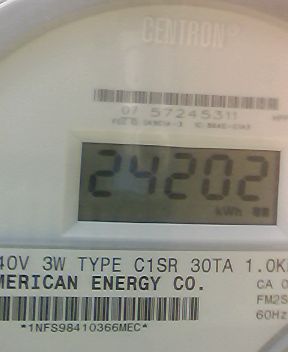 CENTRON®
07 57245311
24202
kWh
40V 3W TYPE C1SR 30TA 1.0K
MERICAN ENERGY CO.
CA 0
FM2S
60Hz
*1NFS98410366MEC*